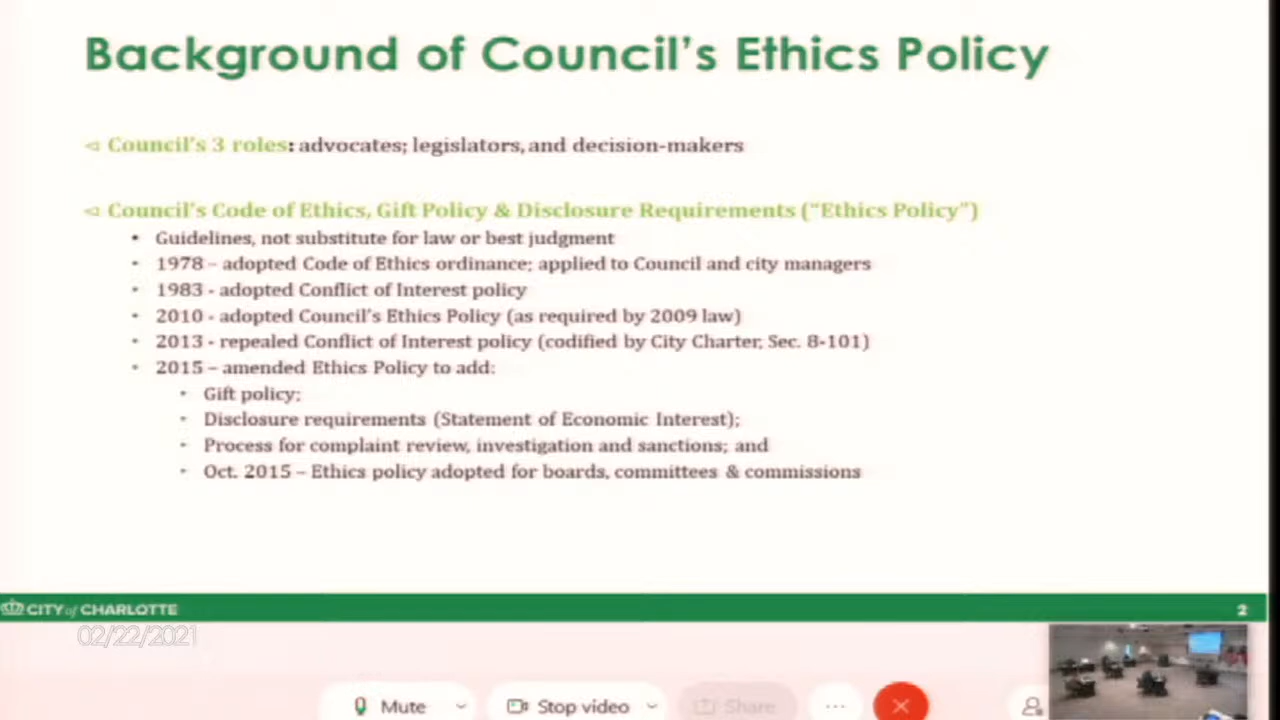 Background of Council's Ethics Policy
Council's 3 roles: advocates; legislators, and decision-makers
Council's Code of Ethics, Gift Policy & Disclosure Requirements ("Ethics Policy")
• Guidelines, not substitute for law or best judgment
• 1978 – adopted Code of Ethics ordinance; applied to Council and city managers
• 1983 - adopted Conflict of Interest policy
• 2010 - adopted Council's Ethics Policy (as required by 2009 law)
• 2013 - repealed Conflict of Interest policy (codified by City Charter, Sec. 8-101)
• 2015 – amended Ethics Policy to add:
• Gift policy;
• Disclosure requirements (Statement of Economic Interest);
• Process for complaint review, investigation and sanctions; and
• Oct. 2015 – Ethics policy adopted for boards, committees & commissions
CITY of CHARLOTTE
2
02/22/2021
Mute
Stop video
Share